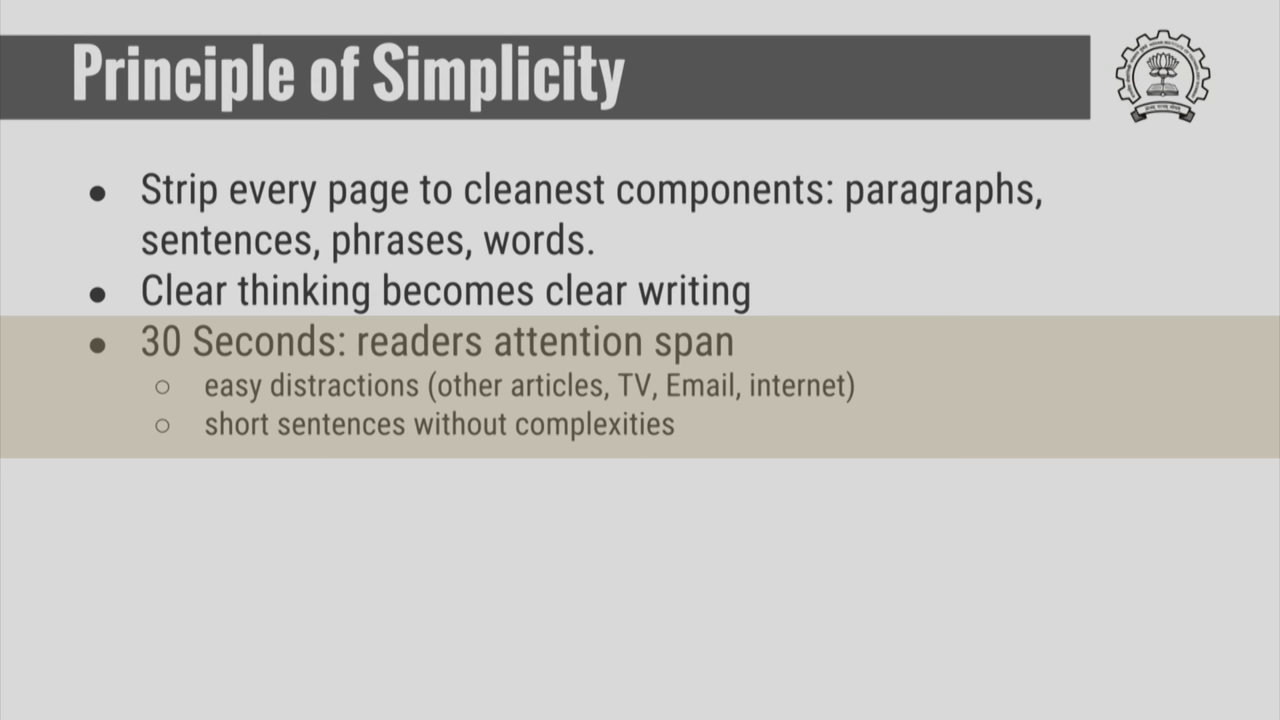 Principle of Simplicity
● Strip every page to cleanest components: paragraphs,
sentences, phrases, words.
● Clear thinking becomes clear writing
● 30 Seconds: readers attention span
○ easy distractions (other articles, TV, Email, internet)
○ short sentences without complexities